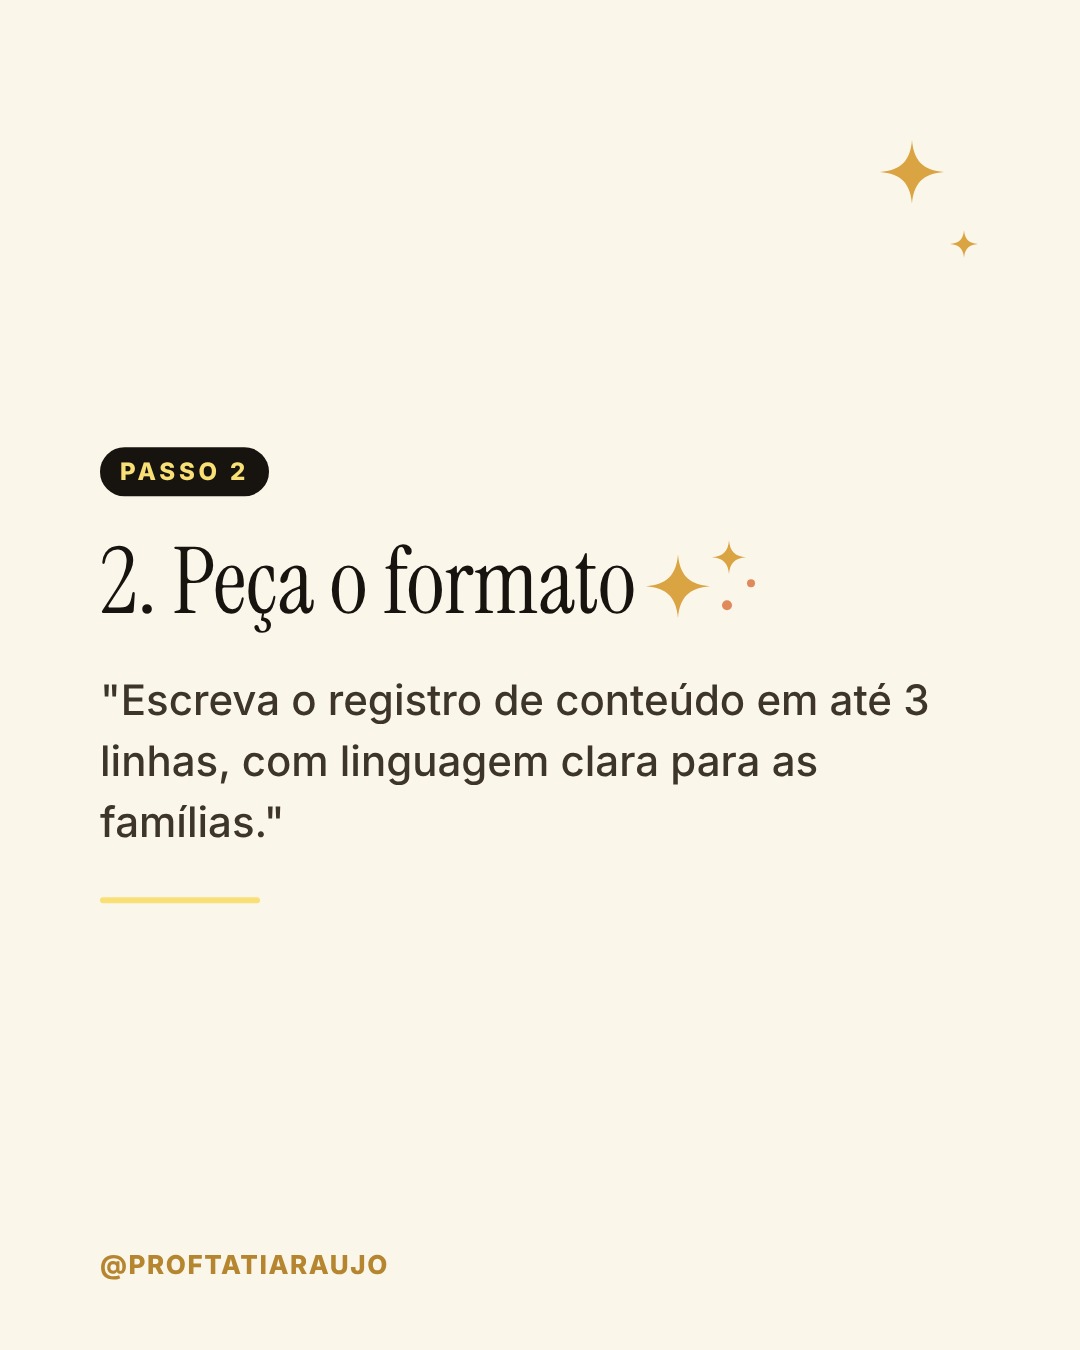 PASSO 2
2. Peça o formato
"Escreva o registro de conteúdo em até 3
linhas, com linguagem clara para as
famílias."
@PROFTATIARAUJO